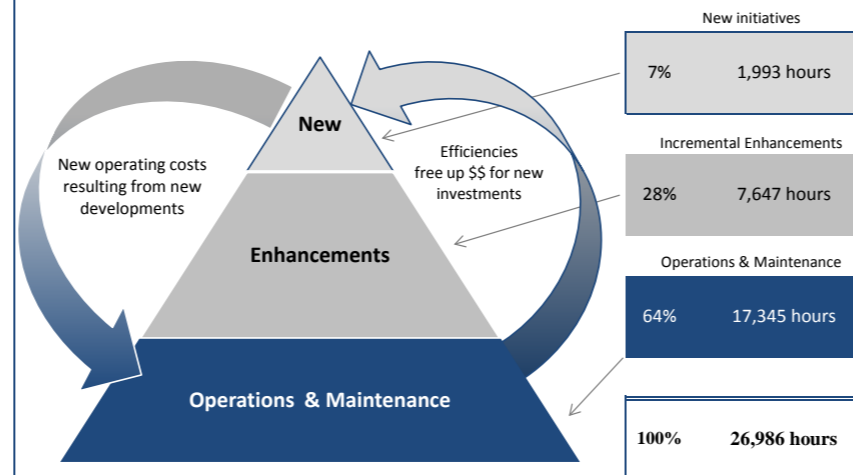 New initiatives
7% 1,993 hours
New
New operating costs
resulting from new
developments
Efficiencies
free up $$ for new
investments
Incremental Enhancements
28% 7,647 hours
Enhancements
Operations & Maintenance
64% 17,345 hours
Operations & Maintenance
100% 26,986 hours